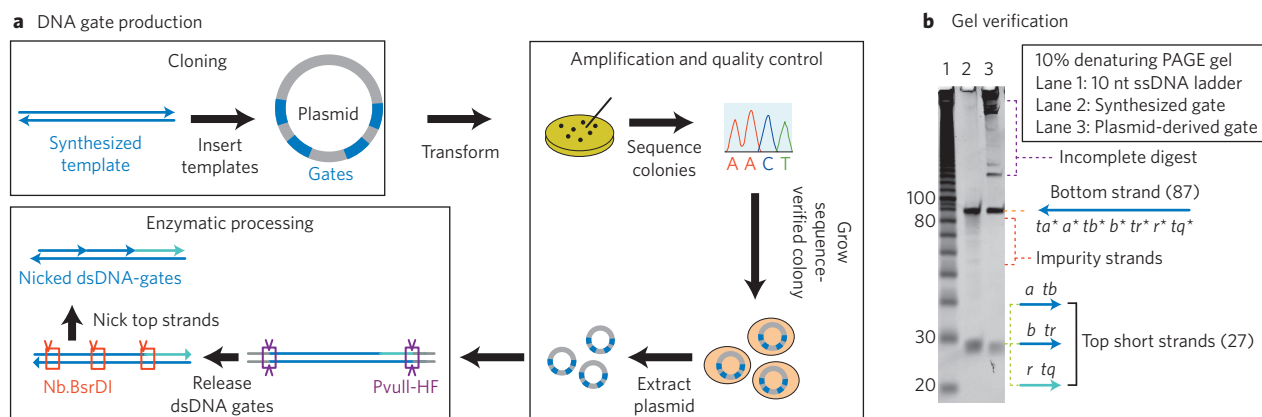 a DNA gate production
Cloning
Synthesized
template
Insert
templates
Plasmid
Gates
Transform
Amplification and quality control
Sequence
colonies
A A C T
Grow
sequence-
verified colony
Extract
plasmid
Enzymatic processing
Nicked dsDNA-gates
Nick top strands
Nb.BsrDI
Release
dsDNA gates
PvuII-HF
b Gel verification
1 2 3
10% denaturing PAGE gel
Lane 1: 10 nt ssDNA ladder
Lane 2: Synthesized gate
Lane 3: Plasmid-derived gate
Incomplete digest
100
80
30
20
Bottom strand (87)
ta* a* tb* b* tr* r* tq*
Impurity strands
a tb
b tr
r tq
Top short strands (27)